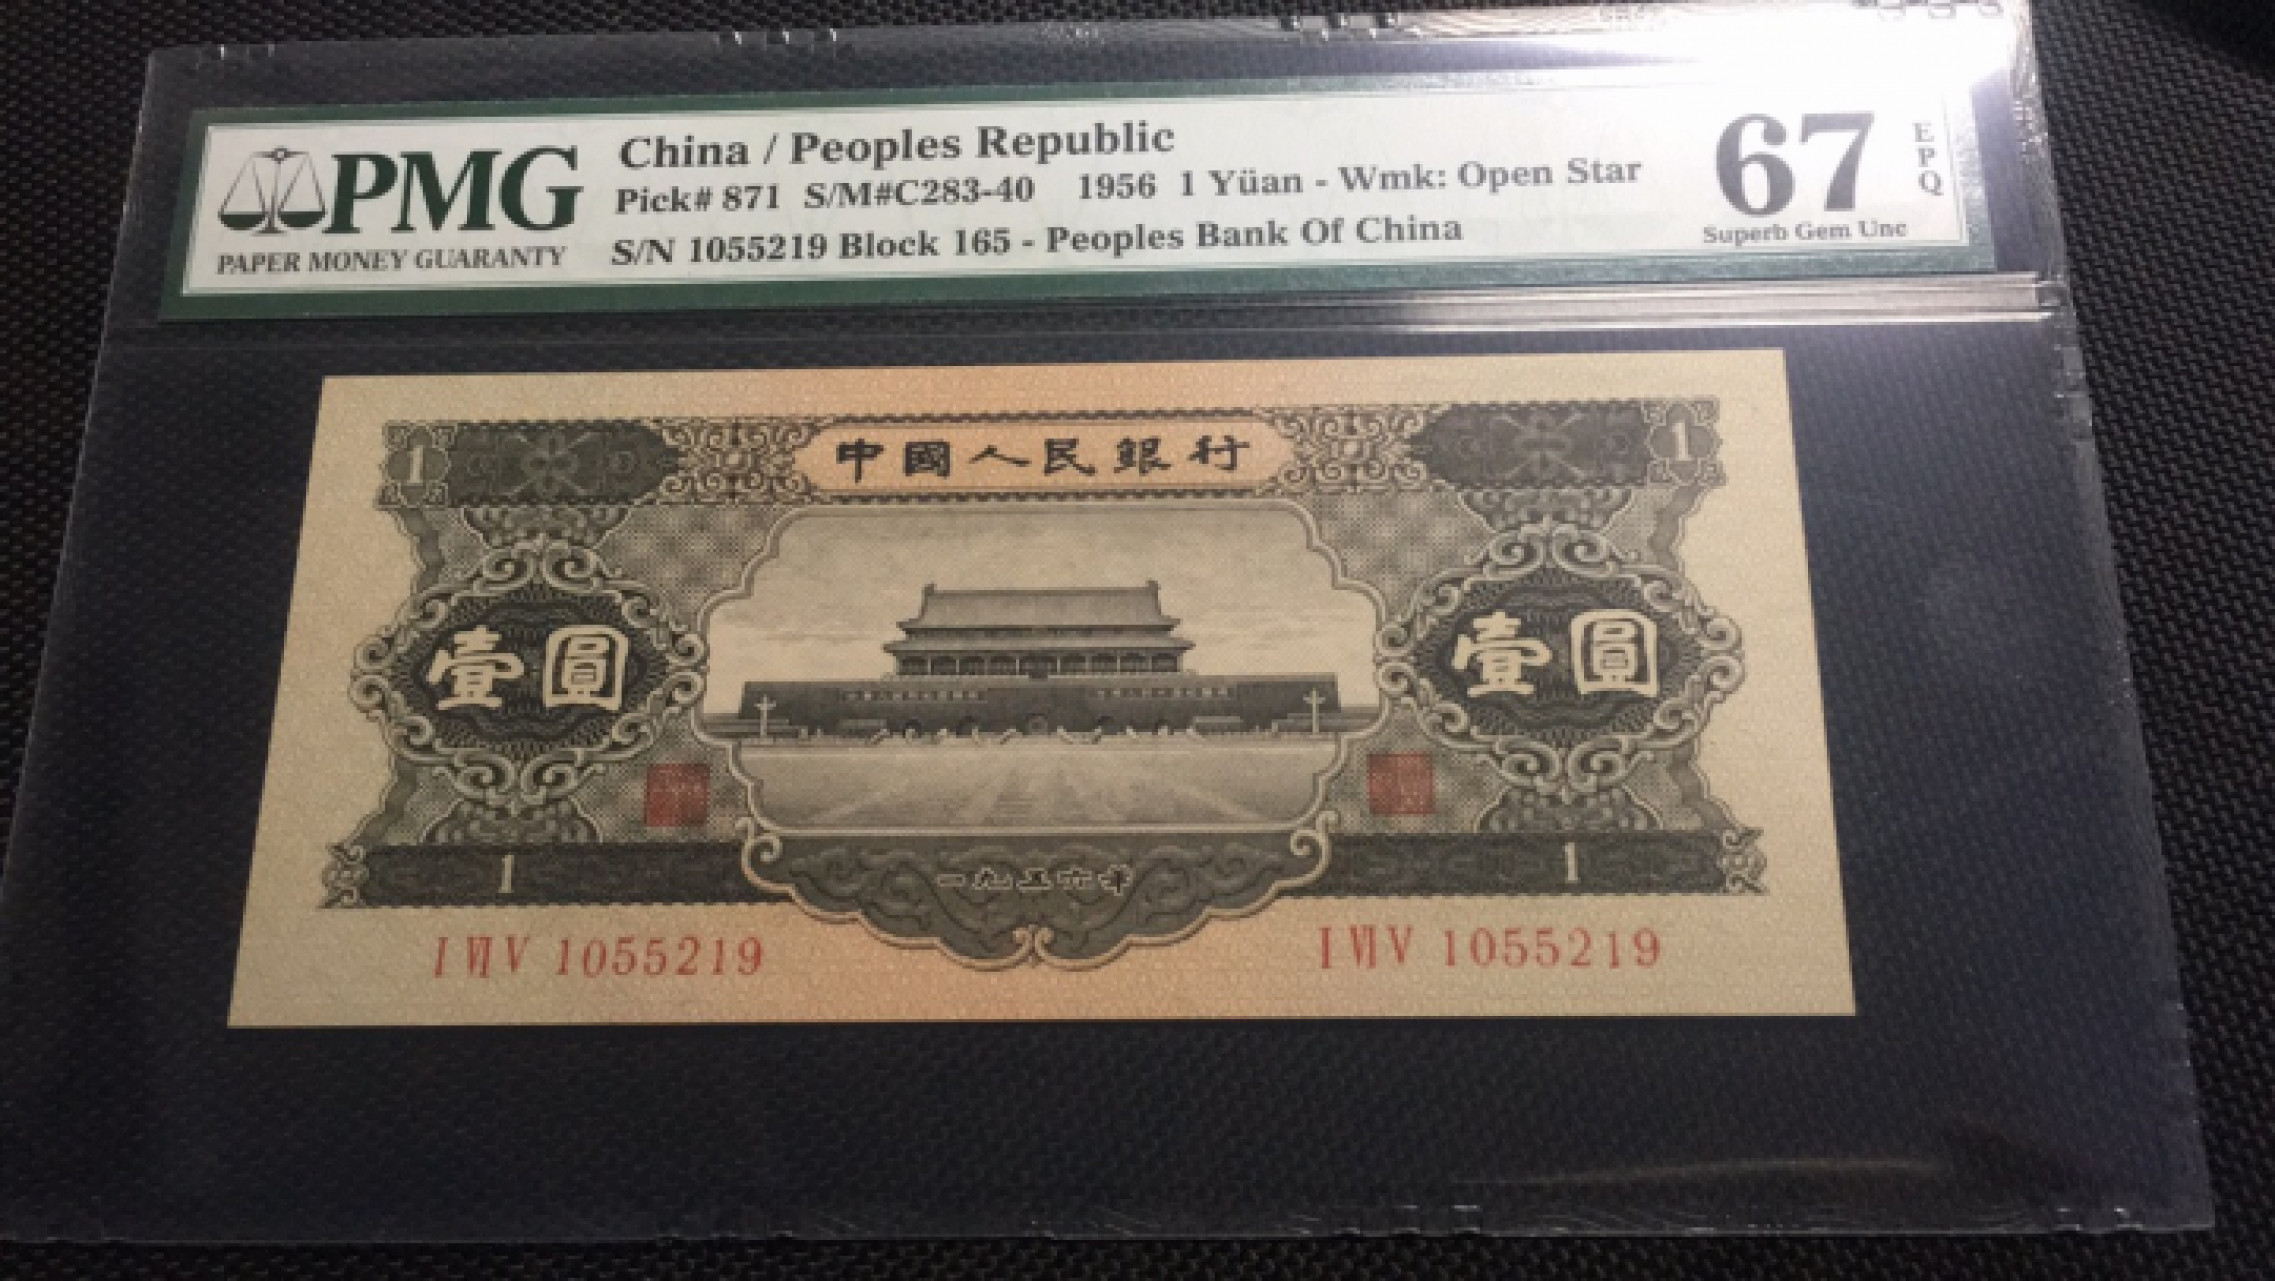 PMG
PAPER MONEY GUARANTY
China / Peoples Republic
Pick# 871 S/M#C283-40 1956 1 Yüan - Wmk: Open Star
S/N 1055219 Block 165 - Peoples Bank Of China
67
EPQ
Superb Gem Unc
1 中國人民銀行 1
壹圓 壹圓
1 一九五六年 1
I VI V 1055219 I VI V 1055219